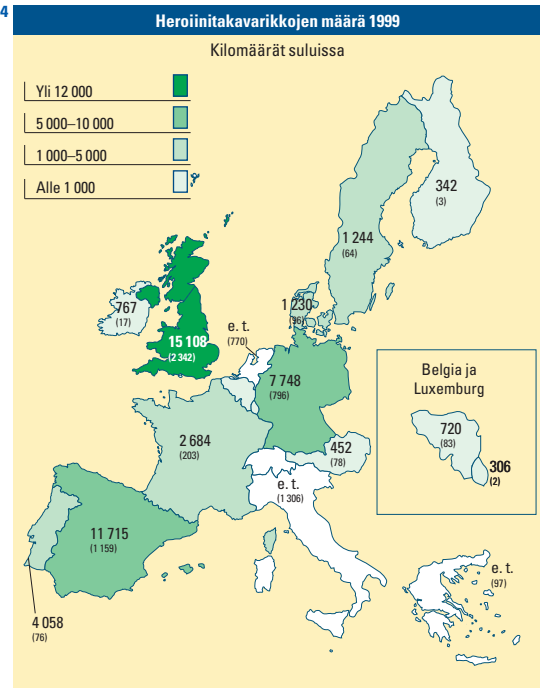 4
Heroiinitakavarikkojen määrä 1999
Kilomäärät suluissa
Yli 12 000
5 000–10 000
1 000–5 000
Alle 1 000
342
(3)
1 244
(64)
1 230
(96)
767
(17)
15 108
(2 342)
e. t.
(770)
7 748
(796)
Belgia ja
Luxemburg
720
(83)
306
(2)
2 684
(203)
452
(78)
e. t.
(1 306)
11 715
(1 159)
e. t.
(97)
4 058
(76)